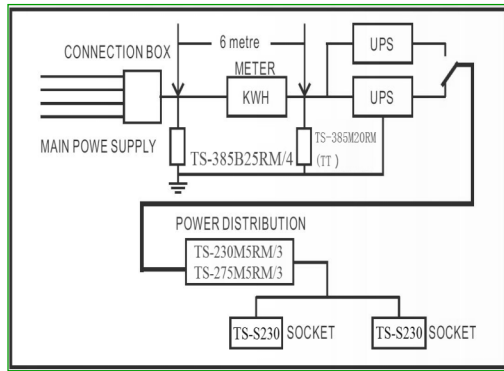 6 metre
UPS
CONNECTION BOX
METER
KWH
UPS
MAIN POWE SUPPLY
TS-385B25RM/4
TS-385M20RM
(TT)
POWER DISTRIBUTION
TS-230M5RM/3
TS-275M5RM/3
TS-S230 SOCKET
TS-S230 SOCKET